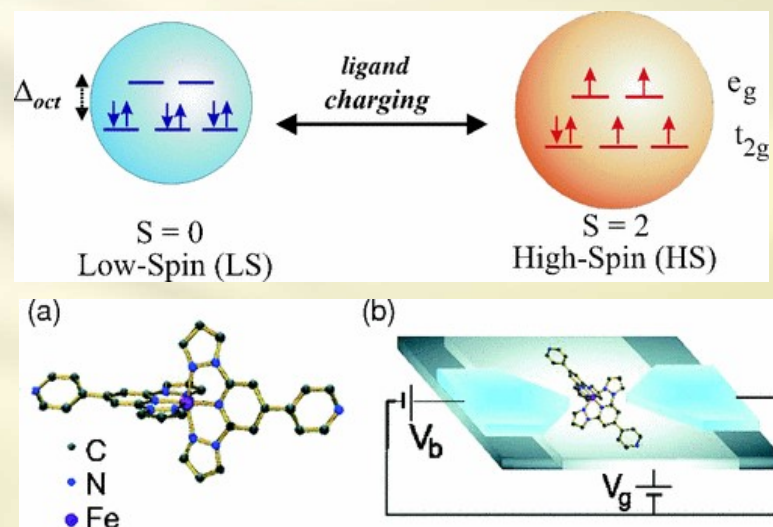 Δoct
ligand
charging
eg
t2g
S = 0
Low-Spin (LS)
S = 2
High-Spin (HS)
(a)
C
N
Fe
(b)
Vb
Vg